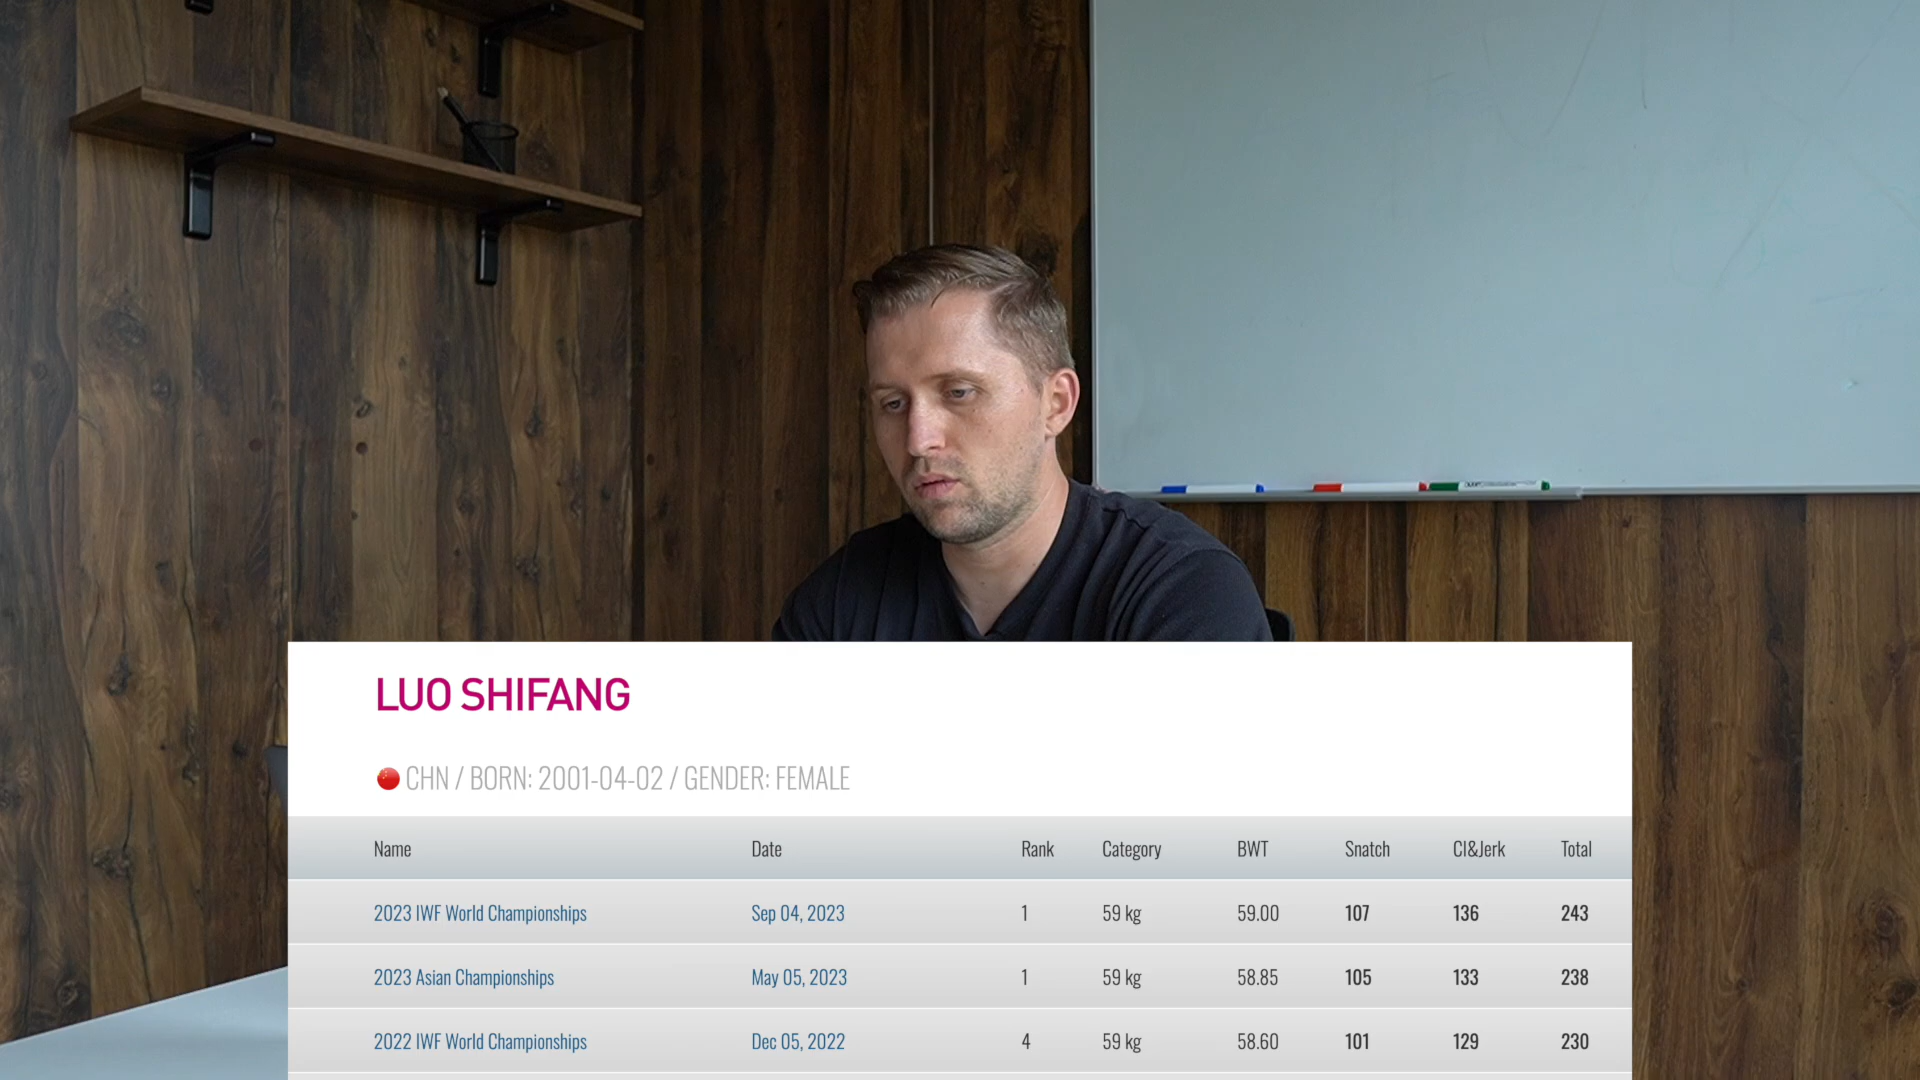 LUO SHIFANG
CHN / BORN: 2001-04-02 / GENDER: FEMALE
Name Date Rank Category BWT Snatch Cl&Jerk Total
2023 IWF World Championships Sep 04, 2023 1 59 kg 59.00 107 136 243
2023 Asian Championships May 05, 2023 1 59 kg 58.85 105 133 238
2022 IWF World Championships Dec 05, 2022 4 59 kg 58.60 101 129 230